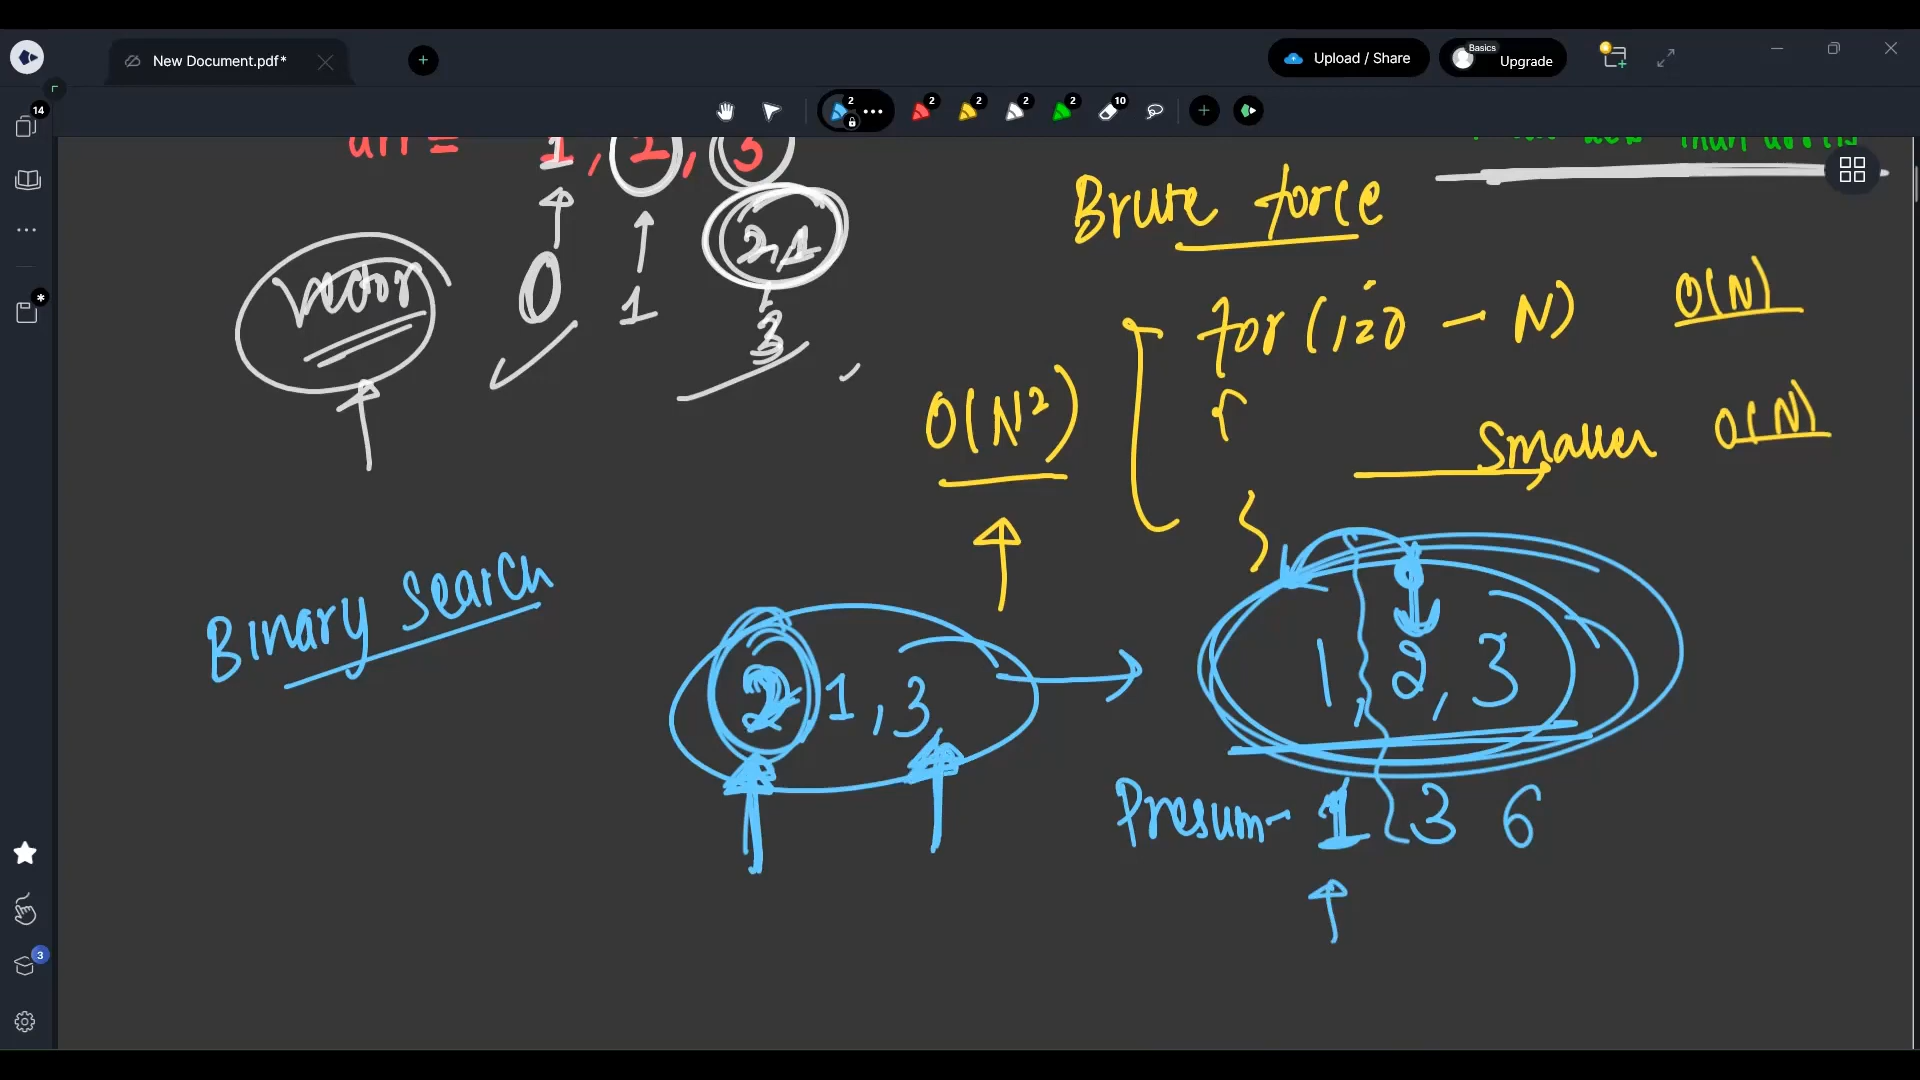 New Document.pdf*
Upload / Share
Basics
Upgrade
14
2
2
2
2
2
10
arr =
1, 2, 3
than
Brute force
vector
0
1
2,1
3
for(i=0 - N)
O(N)
O(N²)
{
Smaller
O(N)
}
Binary Search
2 1, 3
1, 2, 3
Presum- 1 3 6
3